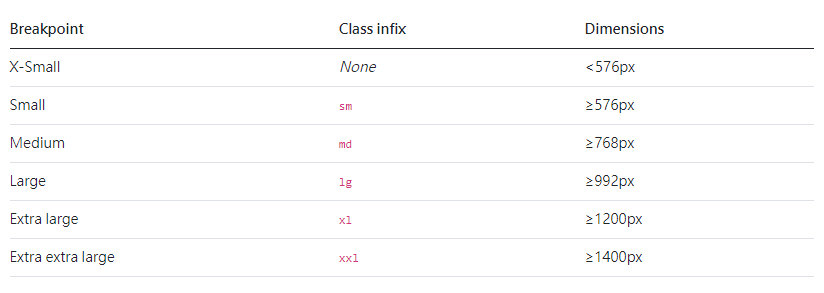 Breakpoint Class infix Dimensions
X-Small None <576px
Small sm ≥576px
Medium md ≥768px
Large lg ≥992px
Extra large xl ≥1200px
Extra extra large xxl ≥1400px